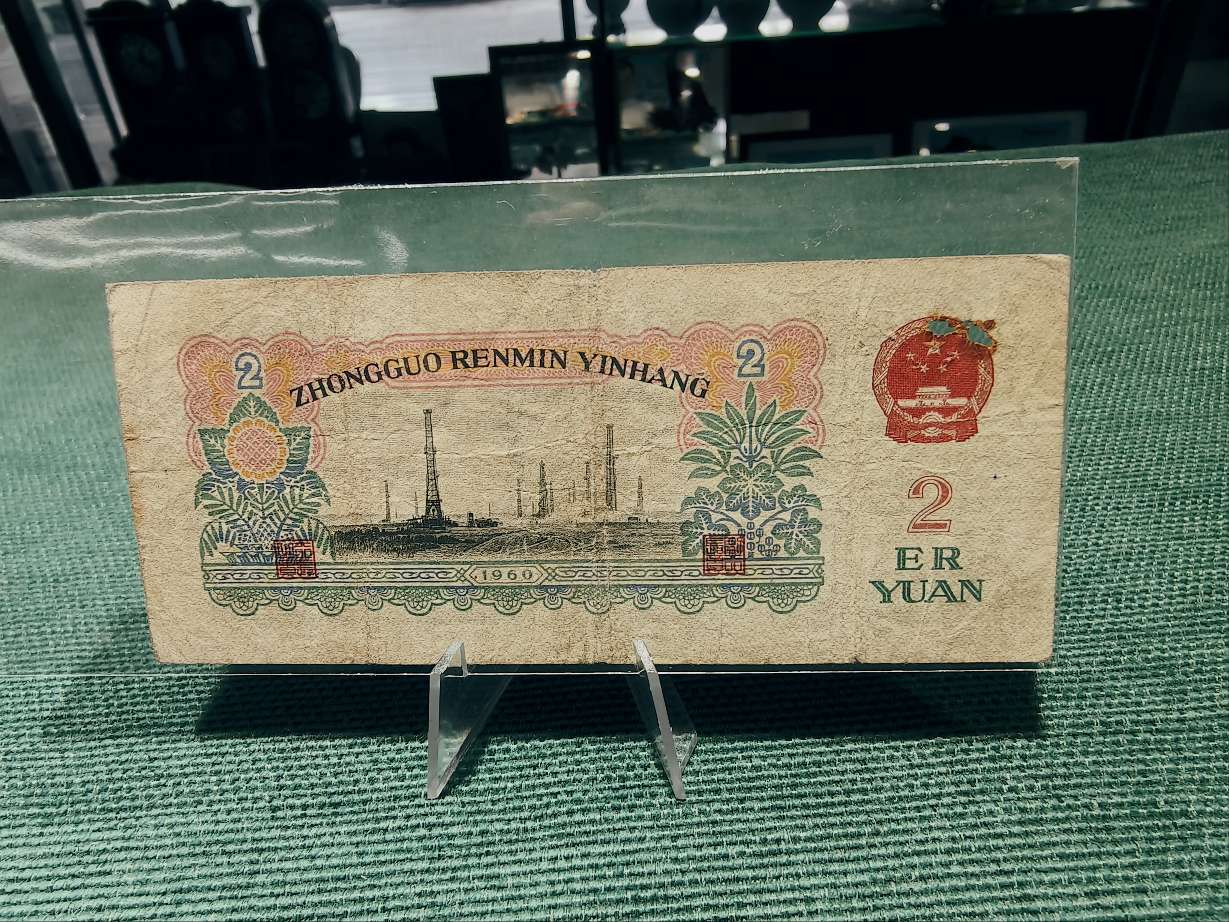 2
ZHONGGUO RENMIN YINHANG
2
1960
2
ER
YUAN